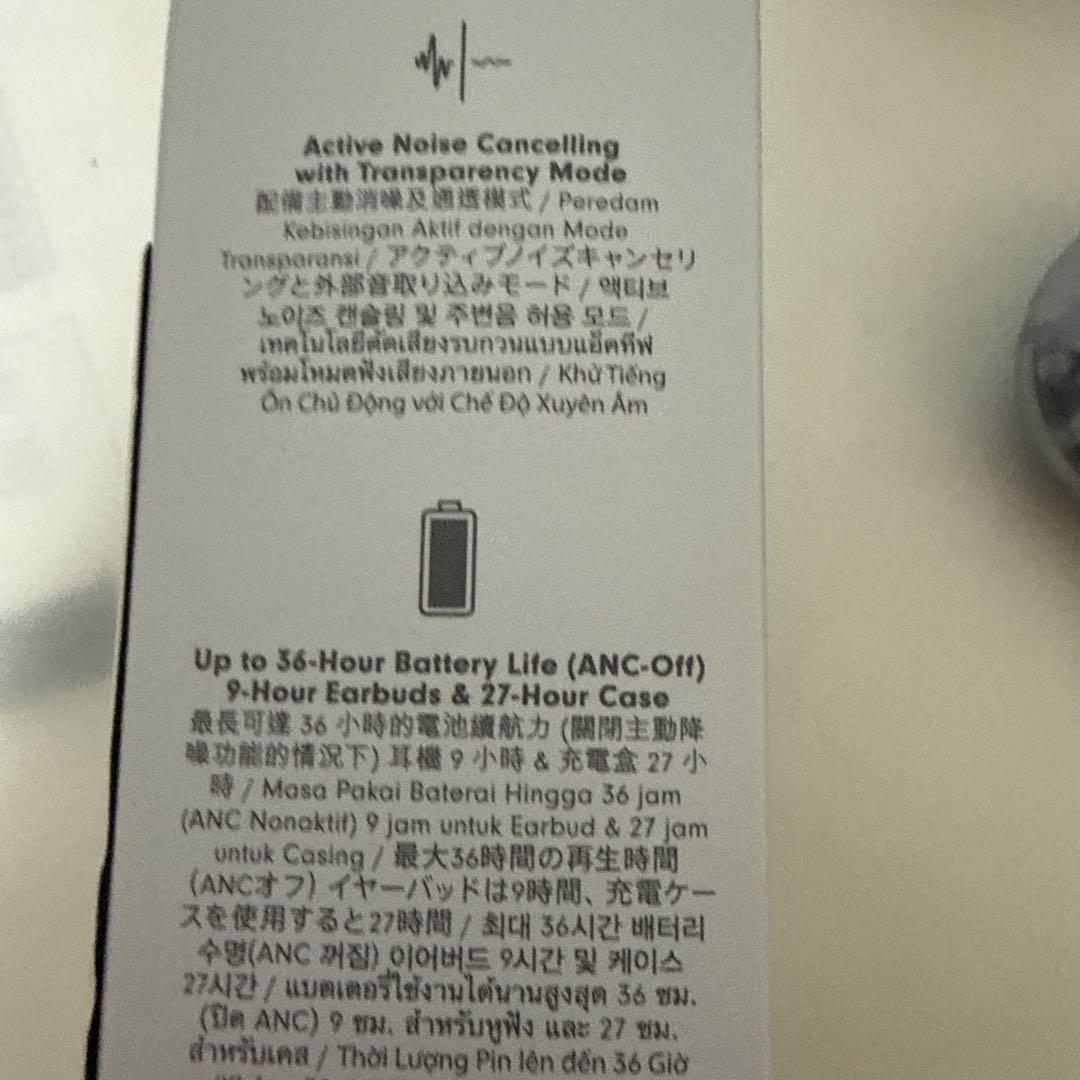 Active Noise Cancelling
with Transparency Mode
配備主動消噪及通透模式 / Peredam
Kebisingan Aktif dengan Mode
Transparansi / アクティブノイズキャンセリ
ングと外部音取り込みモード / 액티브
노이즈 캔슬링 및 주변음 허용 모드 /
เทคโนโลยีตัดเสียงรบกวนแบบแอ็คทีฟ
พร้อมโหมดฟังเสียงภายนอก / Khử Tiếng
Ồn Chủ Động với Chế Độ Xuyên Âm
Up to 36-Hour Battery Life (ANC-Off)
9-Hour Earbuds & 27-Hour Case
最長可達 36 小時的電池續航力 (關閉主動降
噪功能的情況下) 耳機 9 小時 & 充電盒 27 小
時 / Masa Pakai Baterai Hingga 36 jam
(ANC Nonaktif) 9 jam untuk Earbud & 27 jam
untuk Casing / 最大36時間の再生時間
(ANCオフ) イヤーバッドは9時間、充電ケー
スを使用すると27時間 / 최대 36시간 배터리
수명(ANC 꺼짐) 이어버드 9시간 및 케이스
27시간 / แบตเตอรี่ใช้งานได้นานสูงสุด 36 ชม.
(ปิด ANC) 9 ชม. สำหรับหูฟัง และ 27 ชม.
สำหรับเคส / Thời Lượng Pin lên đến 36 Giờ